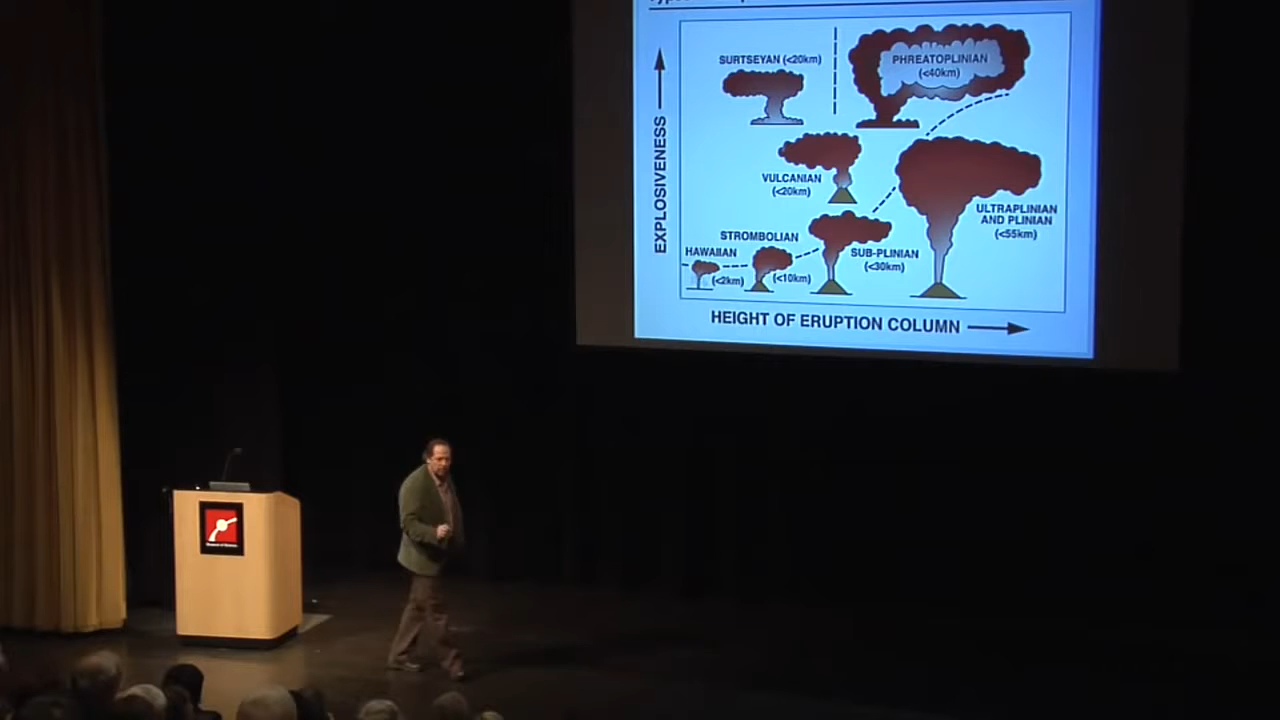 SURTSEYAN (<20km)
PHREATOPLINIAN
(<40km)
VULCANIAN
(<20km)
ULTRAPLINIAN
AND PLINIAN
(<55km)
STROMBOLIAN
HAWAIIAN
SUB-PLINIAN
(<30km)
(<2km)
(<10km)
EXPLOSIVENESS
HEIGHT OF ERUPTION COLUMN